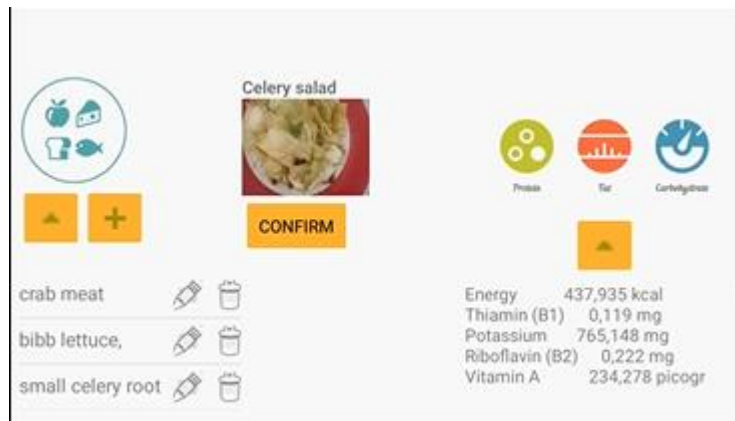 Celery salad
CONFIRM
Protein
Fat
Carbohydrate
crab meat
bibb lettuce,
small celery root
Energy 437,935 kcal
Thiamin (B1) 0,119 mg
Potassium 765,148 mg
Riboflavin (B2) 0,222 mg
Vitamin A 234,278 picogr